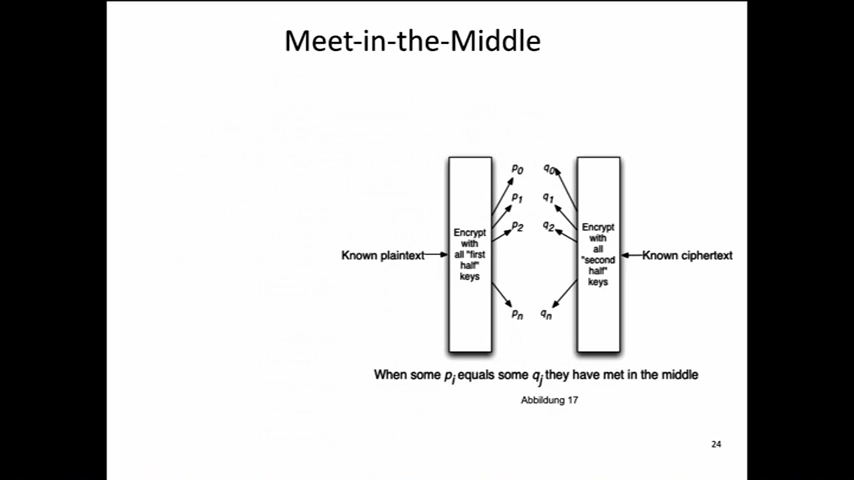 Meet-in-the-Middle
p0
q0
p1
q1
p2
q2
Encrypt
with
all "first
half"
keys
Encrypt
with
all
"second
half"
keys
Known plaintext
Known ciphertext
pn
qn
When some pi equals some qj they have met in the middle
Abbildung 17
24